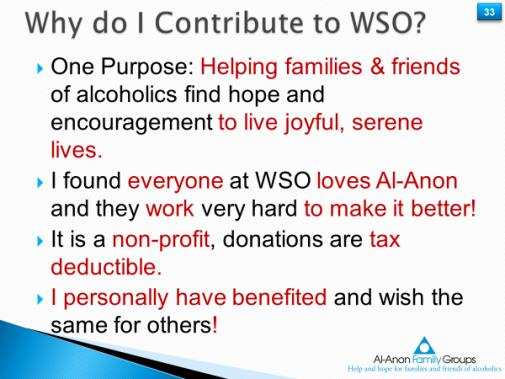 33
Why do I Contribute to WSO?
One Purpose: Helping families & friends
of alcoholics find hope and
encouragement to live joyful, serene
lives.
I found everyone at WSO loves Al-Anon
and they work very hard to make it better!
It is a non-profit, donations are tax
deductible.
I personally have benefited and wish the
same for others!
Al-Anon Family Groups
Help and hope for families and friends of alcoholics